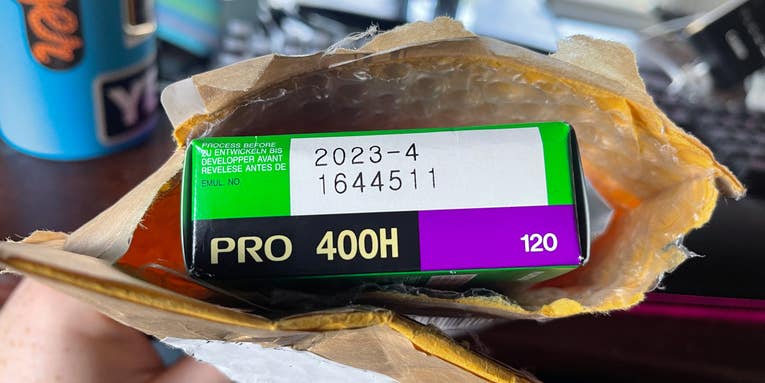 PROCESS BEFORE
ZU ENTWICKELN BIS
DEVELOPPER AVANT
REVELESE ANTES DE
EMUL. NO.
2023-4
1644511
PRO 400H
120